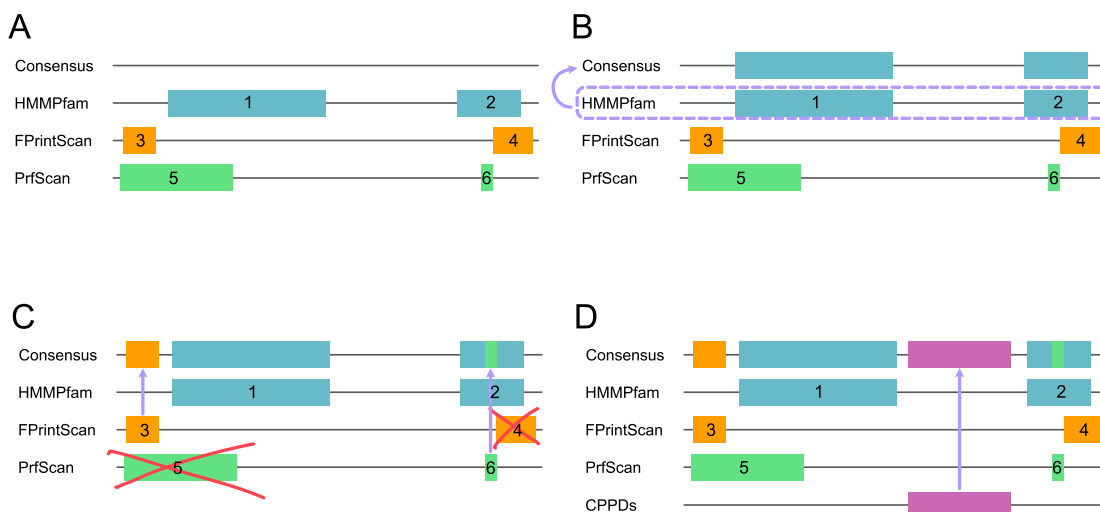 A
Consensus
HMMPfam 1 2
FPrintScan 3 4
PrfScan 5 6
B
Consensus
HMMPfam 1 2
FPrintScan 3 4
PrfScan 5 6
C
Consensus
HMMPfam 1 2
FPrintScan 3 4
PrfScan 5 6
D
Consensus
HMMPfam 1 2
FPrintScan 3 4
PrfScan 5 6
CPPDs